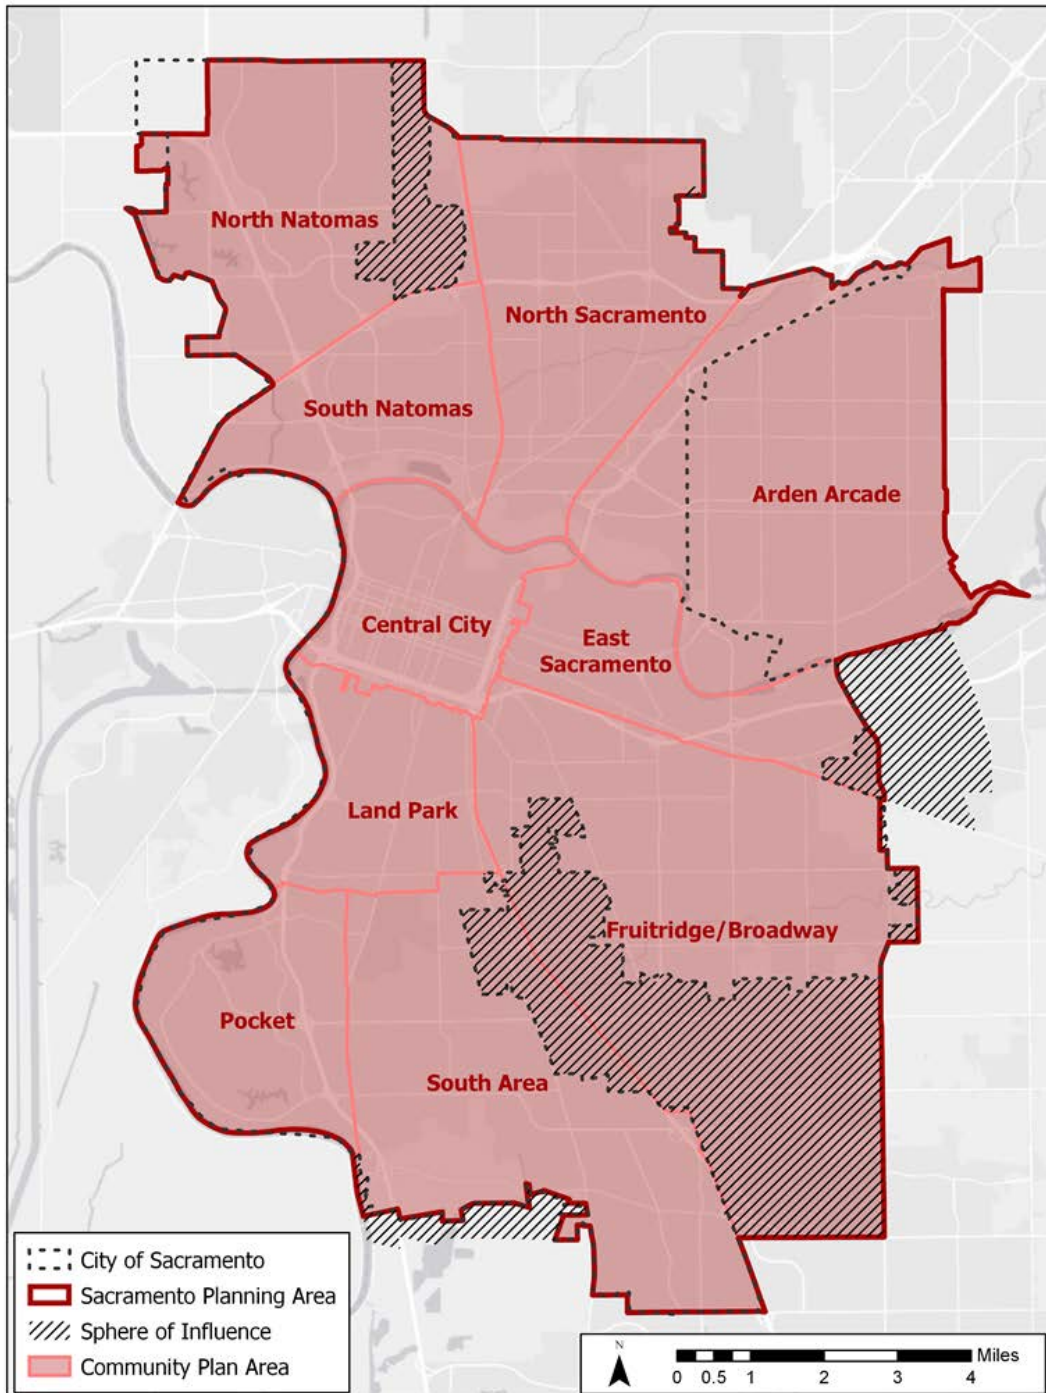 North Natomas
North Sacramento
South Natomas
Arden Arcade
Central City
East
Sacramento
Land Park
Fruitridge/Broadway
Pocket
South Area
City of Sacramento
Sacramento Planning Area
Sphere of Influence
Community Plan Area
N
Miles
0 0.5 1 2 3 4